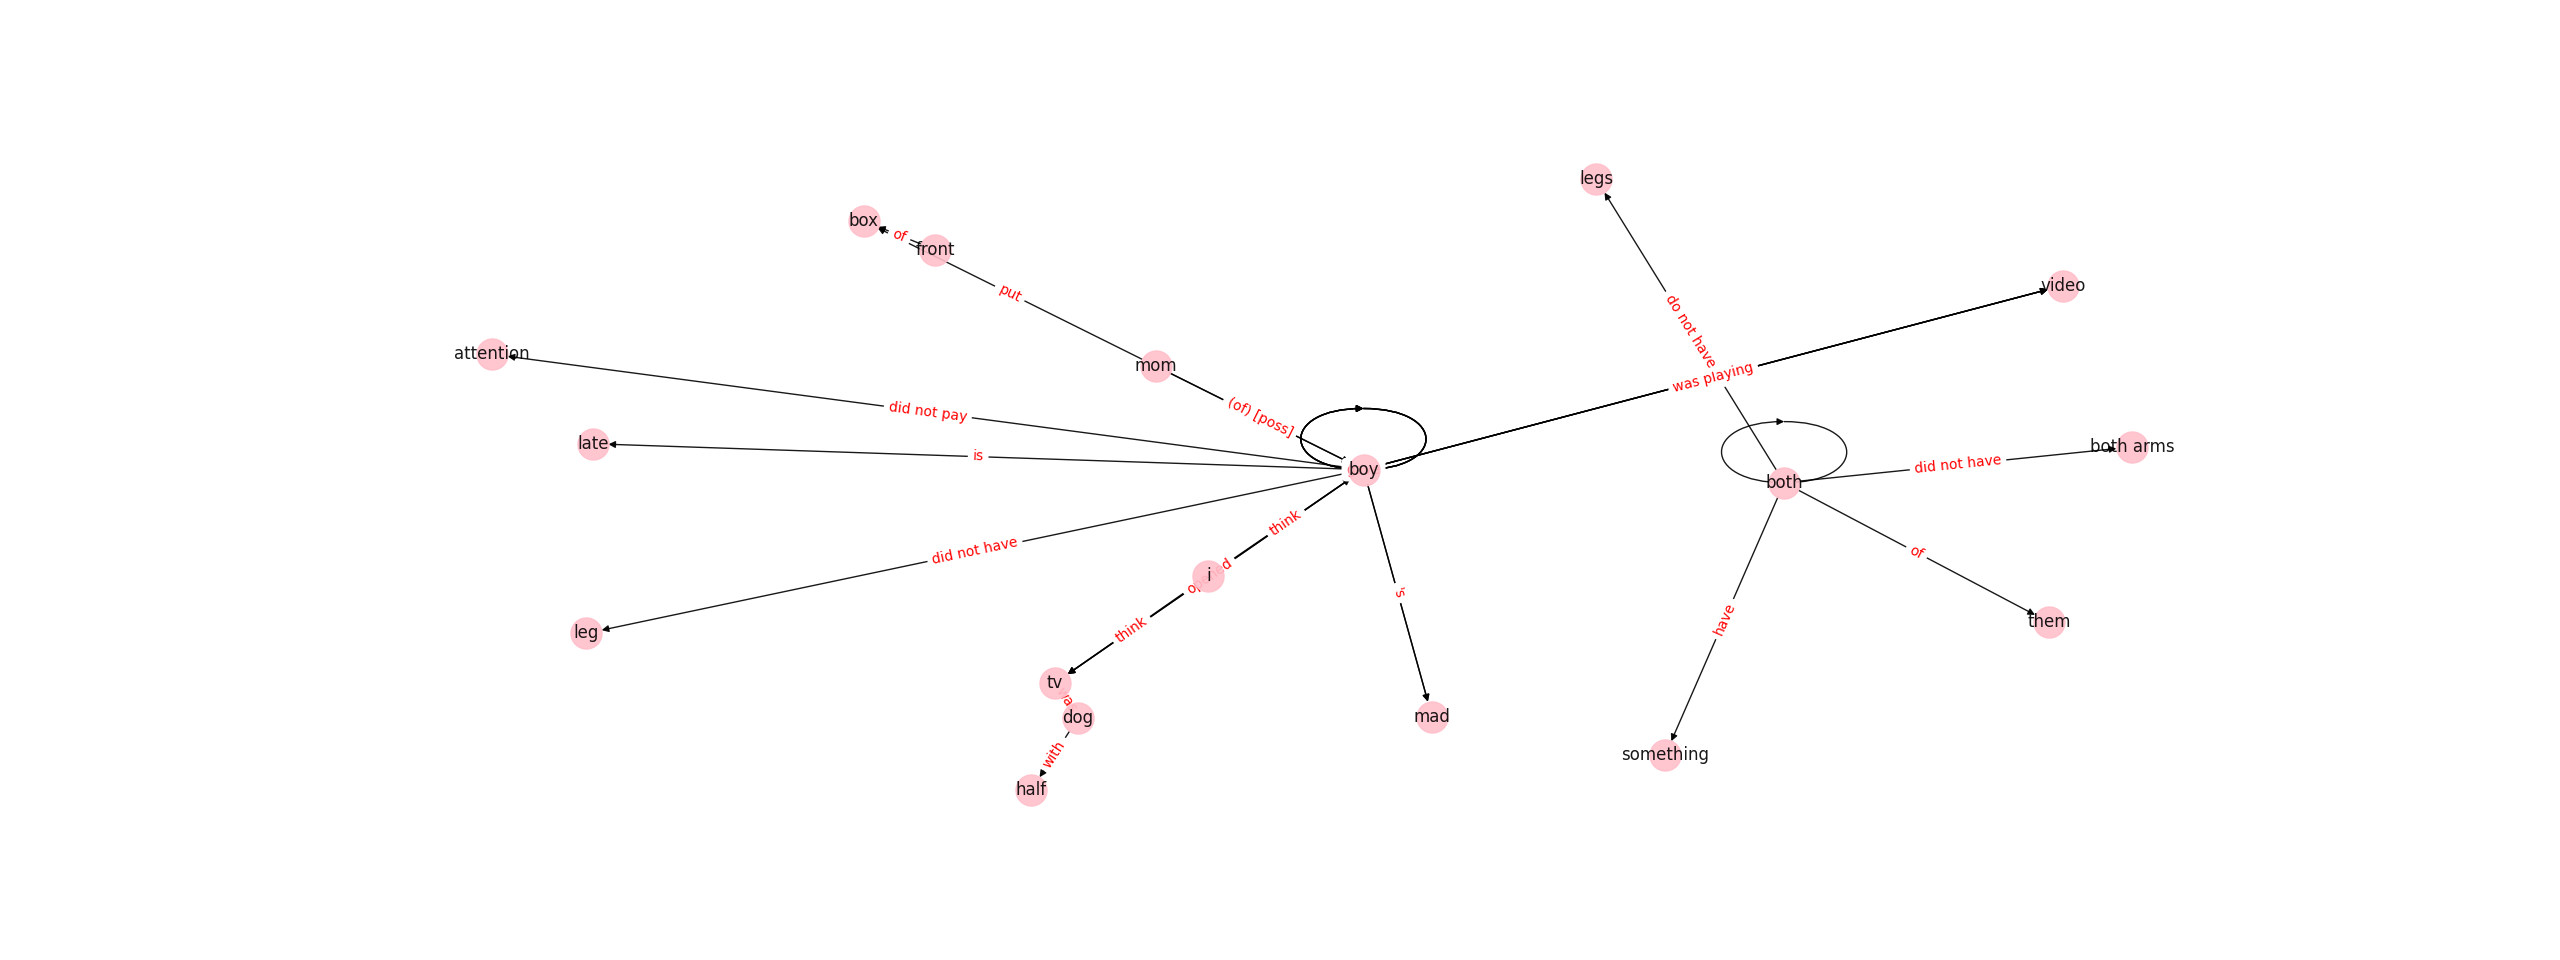 legs
box
of
front
video
put
do not have
attention
mom
was playing
did not pay
(of) [poss]
late
is
boy
both arms
did not have
both
think
did not have
of
i
's
think
have
them
leg
tv
dog
mad
with
something
half